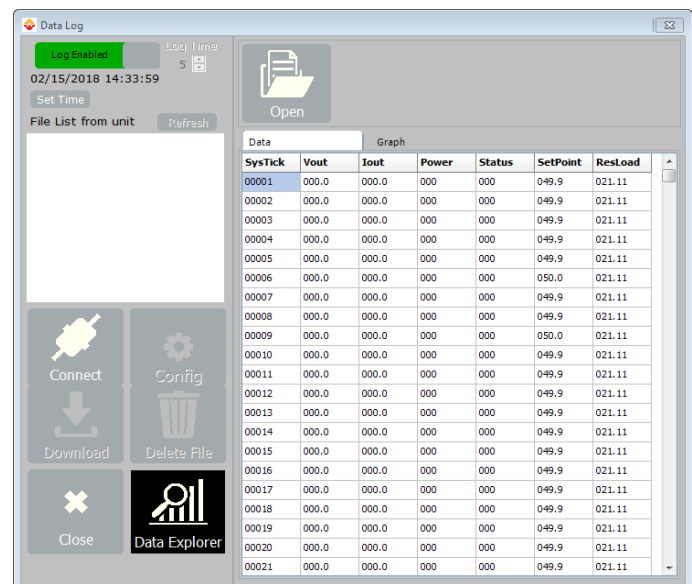 Data Log
Log Enabled
Log Time
5
02/15/2018 14:33:59
Set Time
File List from unit
Refresh
Connect
Config
Download
Delete File
Close
Data Explorer
Open
Data Graph
SysTick Vout Iout Power Status SetPoint ResLoad
00001 000.0 000.0 000 000 049.9 021.11
00002 000.0 000.0 000 000 049.9 021.11
00003 000.0 000.0 000 000 049.9 021.11
00004 000.0 000.0 000 000 049.9 021.11
00005 000.0 000.0 000 000 049.9 021.11
00006 000.0 000.0 000 000 050.0 021.11
00007 000.0 000.0 000 000 049.9 021.11
00008 000.0 000.0 000 000 049.9 021.11
00009 000.0 000.0 000 000 050.0 021.11
00010 000.0 000.0 000 000 049.9 021.11
00011 000.0 000.0 000 000 049.9 021.11
00012 000.0 000.0 000 000 049.9 021.11
00013 000.0 000.0 000 000 049.9 021.11
00014 000.0 000.0 000 000 049.9 021.11
00015 000.0 000.0 000 000 049.9 021.11
00016 000.0 000.0 000 000 049.9 021.11
00017 000.0 000.0 000 000 049.9 021.11
00018 000.0 000.0 000 000 049.9 021.11
00019 000.0 000.0 000 000 049.9 021.11
00020 000.0 000.0 000 000 049.9 021.11
00021 000.0 000.0 000 000 049.9 021.11